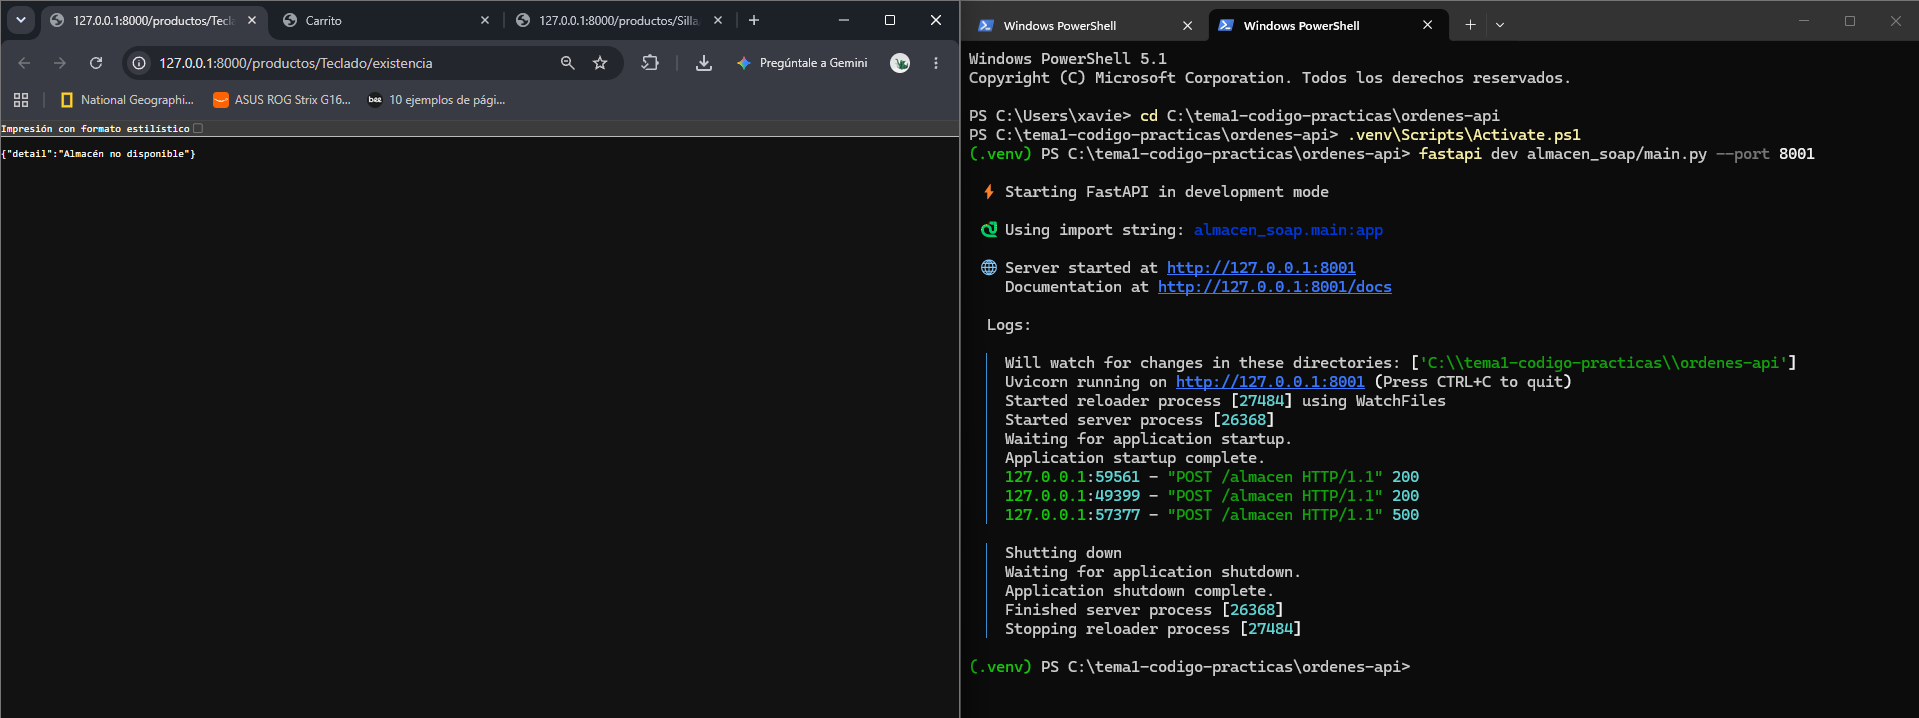 127.0.0.1:8000/productos/Tecla
Carrito
127.0.0.1:8000/productos/Silla
127.0.0.1:8000/productos/Teclado/existencia
Pregúntale a Gemini
National Geographi...
ASUS ROG Strix G16...
bee
10 ejemplos de pági...
Impresión con formato estilístico
{"detail":"Almacén no disponible"}
Windows PowerShell
Windows PowerShell
Windows PowerShell 5.1
Copyright (C) Microsoft Corporation. Todos los derechos reservados.
PS C:\Users\xavie> cd C:\tema1-codigo-practicas\ordenes-api
PS C:\tema1-codigo-practicas\ordenes-api> .venv\Scripts\Activate.ps1
(.venv) PS C:\tema1-codigo-practicas\ordenes-api> fastapi dev almacen_soap/main.py --port 8001
Starting FastAPI in development mode
Using import string: almacen_soap.main:app
Server started at http://127.0.0.1:8001
Documentation at http://127.0.0.1:8001/docs
Logs:
Will watch for changes in these directories: ['C:\\tema1-codigo-practicas\\ordenes-api']
Uvicorn running on http://127.0.0.1:8001 (Press CTRL+C to quit)
Started reloader process [27484] using WatchFiles
Started server process [26368]
Waiting for application startup.
Application startup complete.
127.0.0.1:59561 - "POST /almacen HTTP/1.1" 200
127.0.0.1:49399 - "POST /almacen HTTP/1.1" 200
127.0.0.1:57377 - "POST /almacen HTTP/1.1" 500
Shutting down
Waiting for application shutdown.
Application shutdown complete.
Finished server process [26368]
Stopping reloader process [27484]
(.venv) PS C:\tema1-codigo-practicas\ordenes-api>